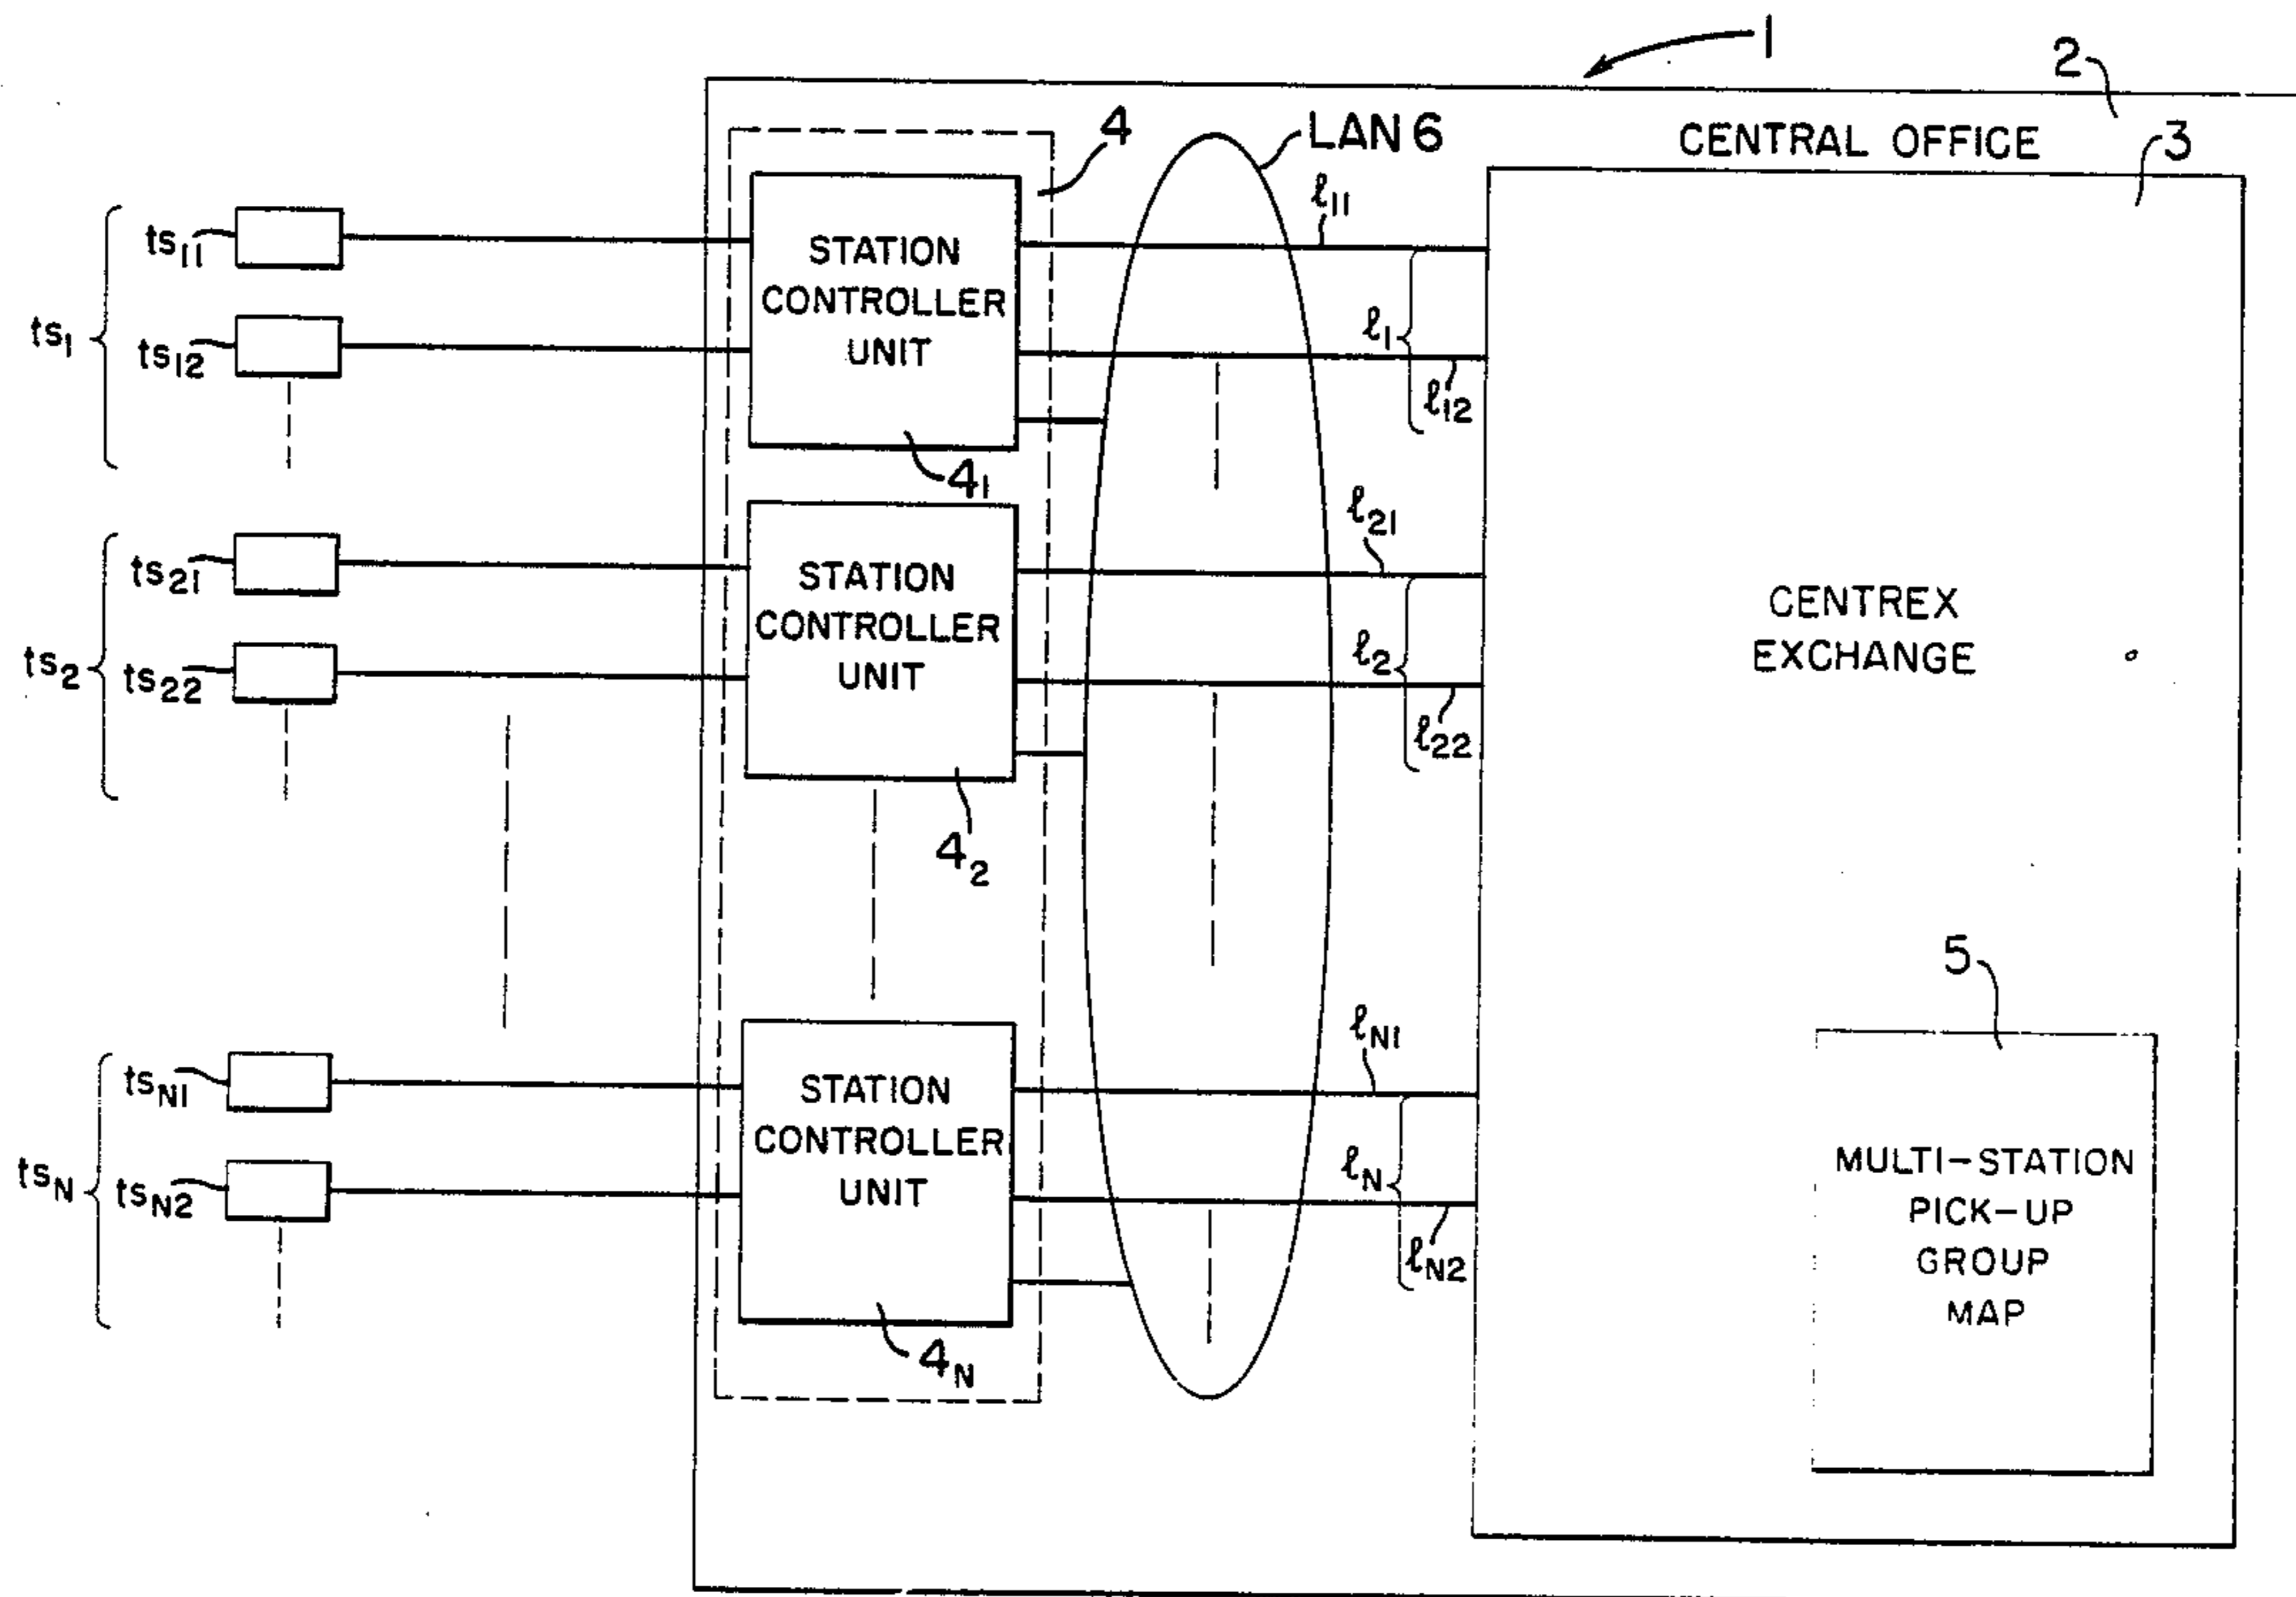 1
2
CENTRAL OFFICE
3
4
LAN 6
ℓ11
ts11
ts12
ts1
STATION
CONTROLLER
UNIT
41
ℓ1
ℓ12
ts21
ts22
ts2
STATION
CONTROLLER
UNIT
42
ℓ21
ℓ2
ℓ22
CENTREX
EXCHANGE
tsN1
tsN2
tsN
STATION
CONTROLLER
UNIT
4N
ℓN1
ℓN
ℓN2
5
MULTI-STATION
PICK-UP
GROUP
MAP